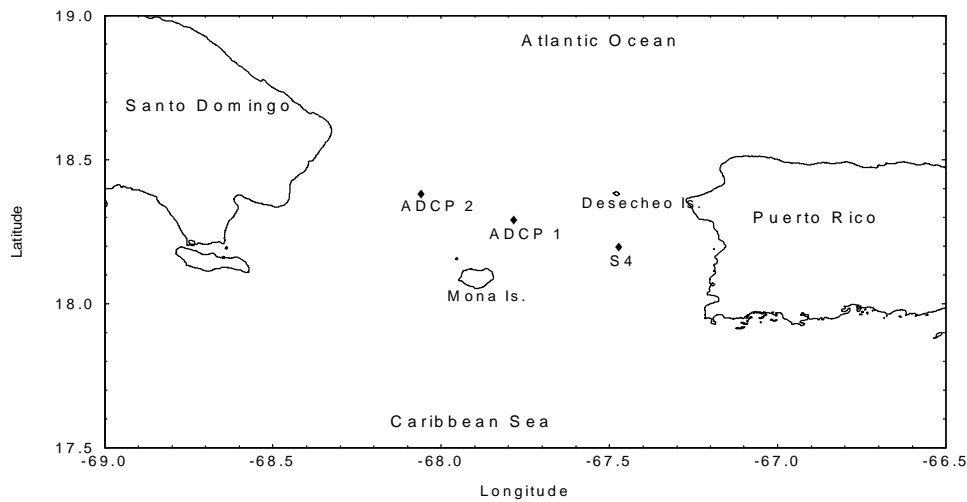 19.0
Atlantic Ocean
Santo Domingo
18.5
Desecheo Is.
ADCP 2
Puerto Rico
Latitude
ADCP 1
S4
Mona Is.
18.0
Caribbean Sea
17.5
-69.0 -68.5 -68.0 -67.5 -67.0 -66.5
Longitude